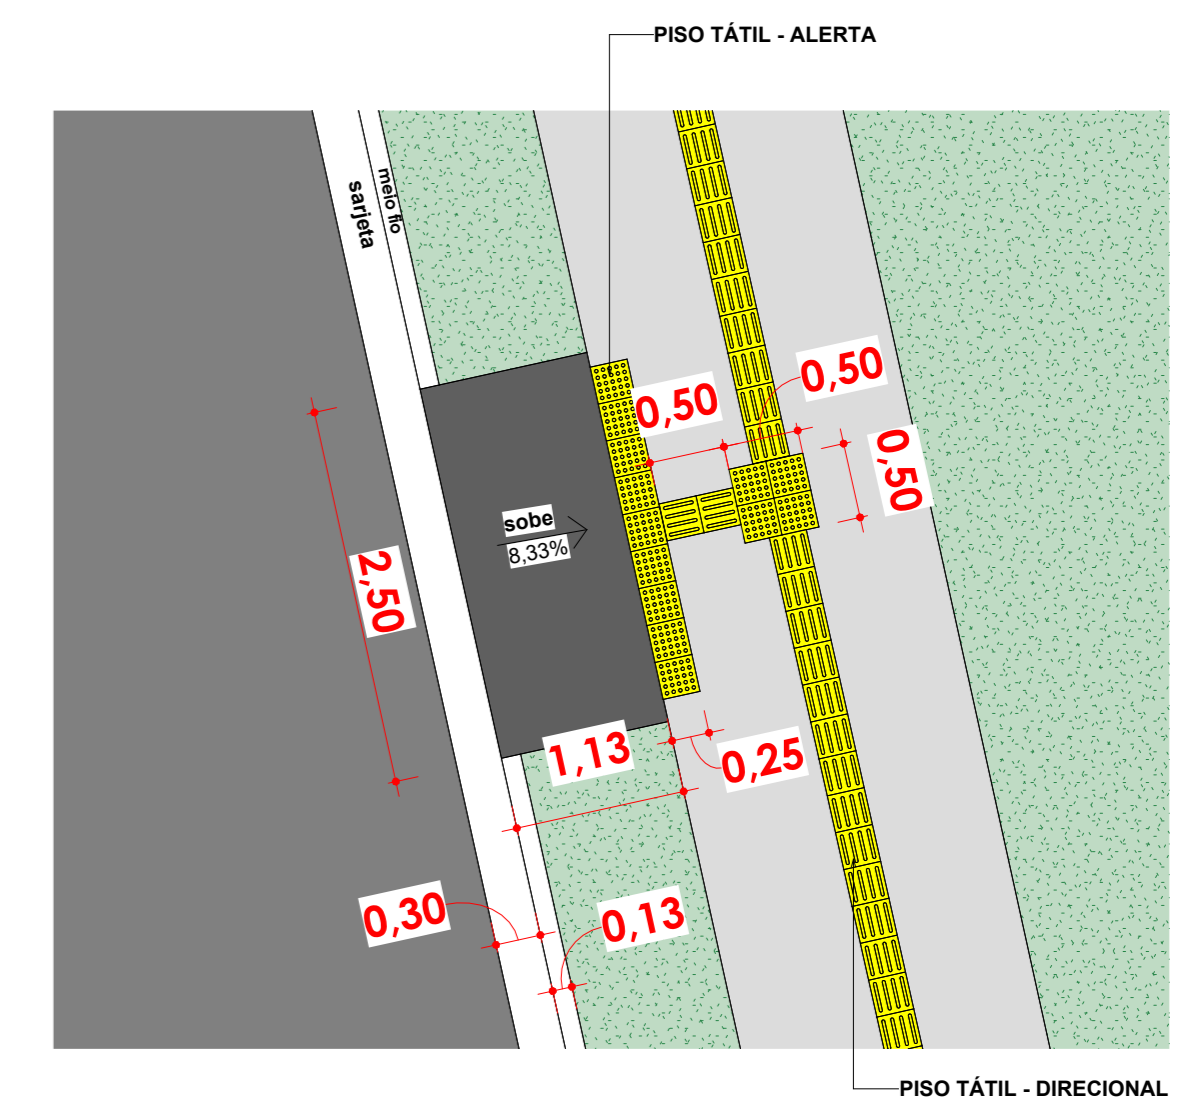 PISO TÁTIL - ALERTA
meio fio
sarjeta
0,50
0,50
0,50
sobe
8,33%
2,50
1,13
0,25
0,30
0,13
PISO TÁTIL - DIRECIONAL